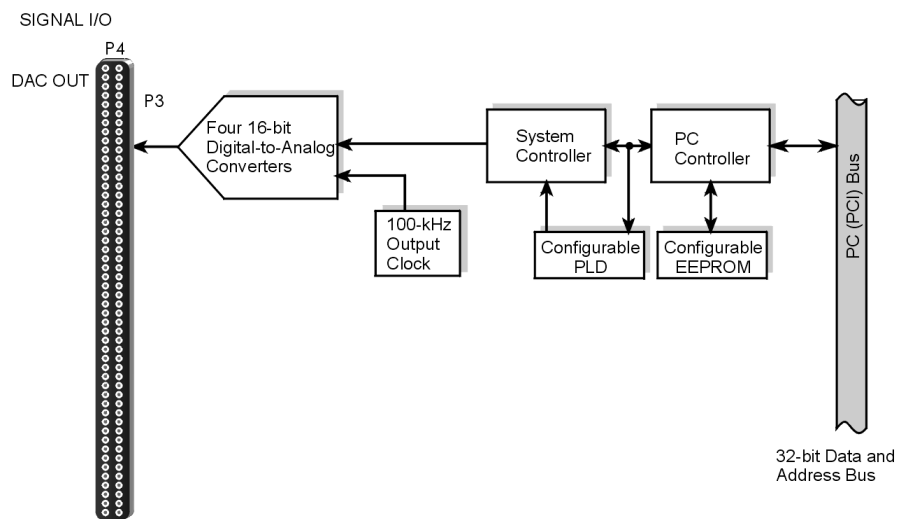 SIGNAL I/O
P4
DAC OUT
P3
Four 16-bit
Digital-to-Analog
Converters
100-kHz
Output
Clock
System
Controller
PC
Controller
Configurable
PLD
Configurable
EEPROM
PC (PCI) Bus
32-bit Data and
Address Bus